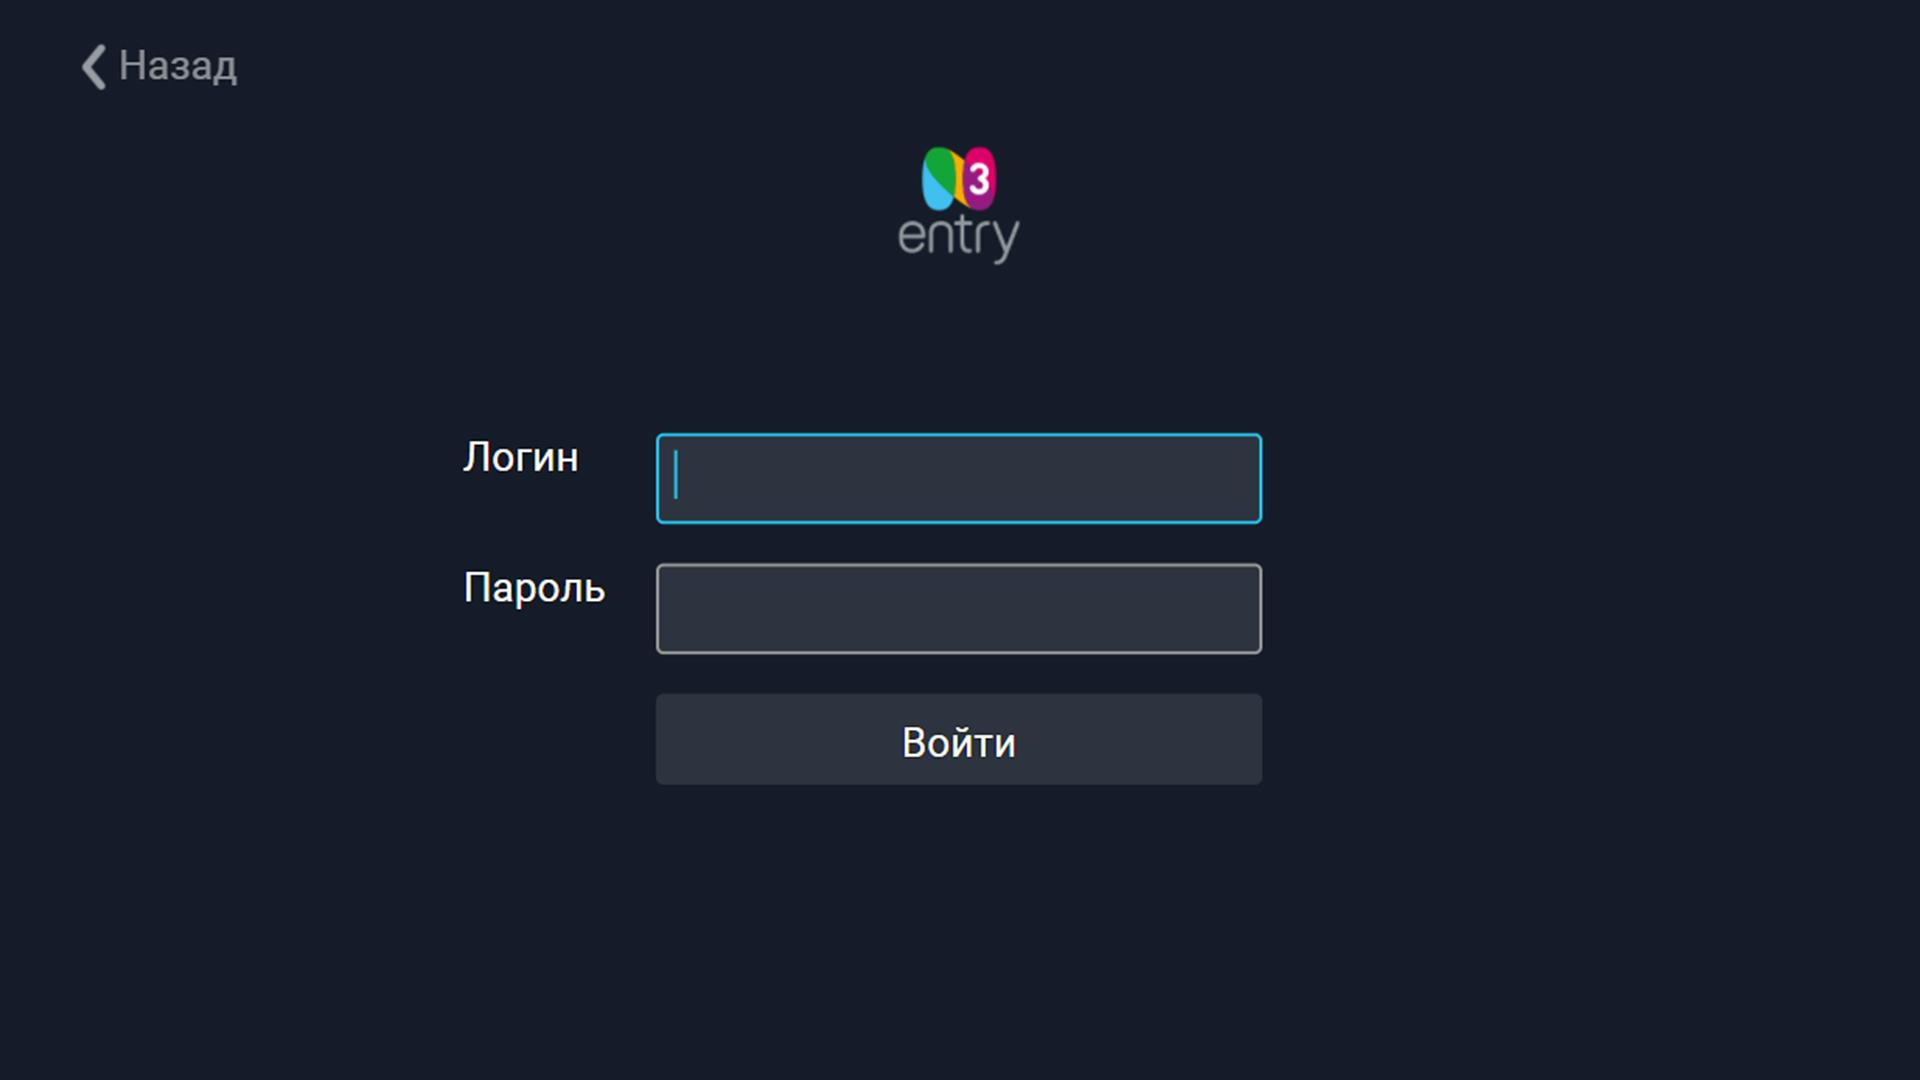 Назад
3
entry
Логин
Пароль
Войти